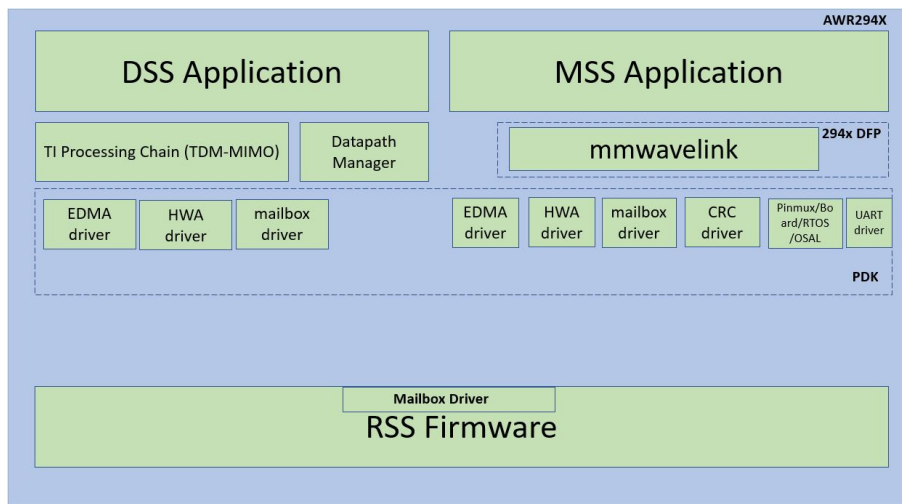 AWR294X
DSS Application
MSS Application
TI Processing Chain (TDM-MIMO)
Datapath
Manager
294x DFP
mmwavelink
EDMA
driver
HWA
driver
mailbox
driver
EDMA
driver
HWA
driver
mailbox
driver
CRC
driver
Pinmux/Bo
ard/RTOS
/OSAL
UART
driver
PDK
Mailbox Driver
RSS Firmware